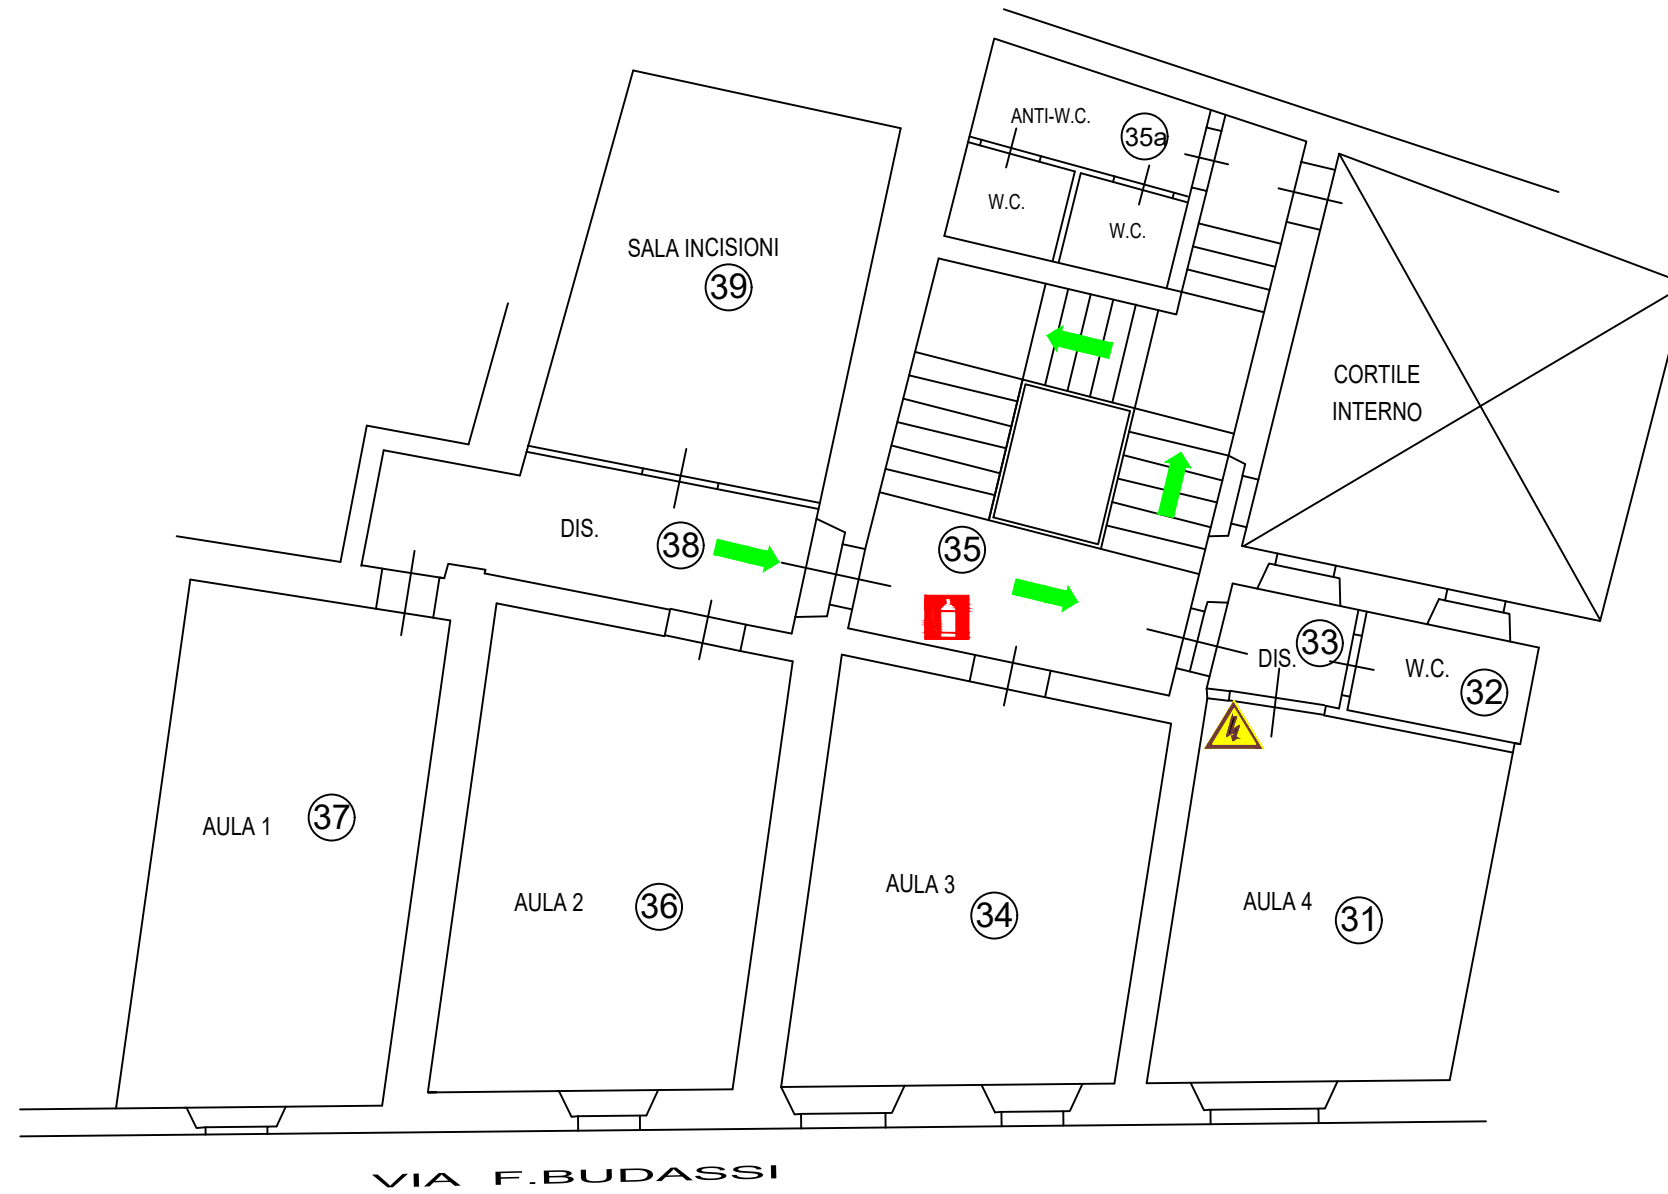 ANTI-W.C.
35a
W.C.
W.C.
SALA INCISIONI
39
CORTILE
INTERNO
DIS.
38
35
33
DIS.
W.C.
32
AULA 1
37
AULA 2
36
AULA 3
34
AULA 4
31
VIA F.BUDASSI